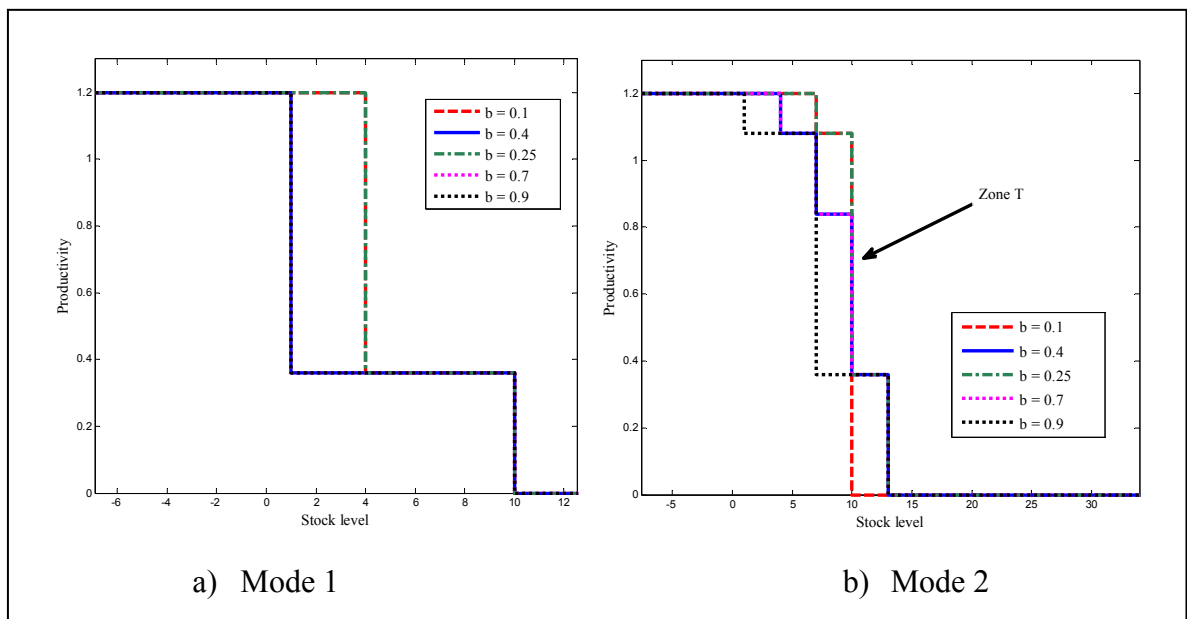 1.2
1
0.8
0.6
0.4
0.2
0
Productivity
-6
-4
-2
0
2
4
6
8
10
12
Stock level
b = 0.1
b = 0.4
b = 0.25
b = 0.7
b = 0.9
a) Mode 1
1.2
1
0.8
0.6
0.4
0.2
0
Productivity
-5
0
5
10
15
20
25
30
Stock level
Zone T
b = 0.1
b = 0.4
b = 0.25
b = 0.7
b = 0.9
b) Mode 2